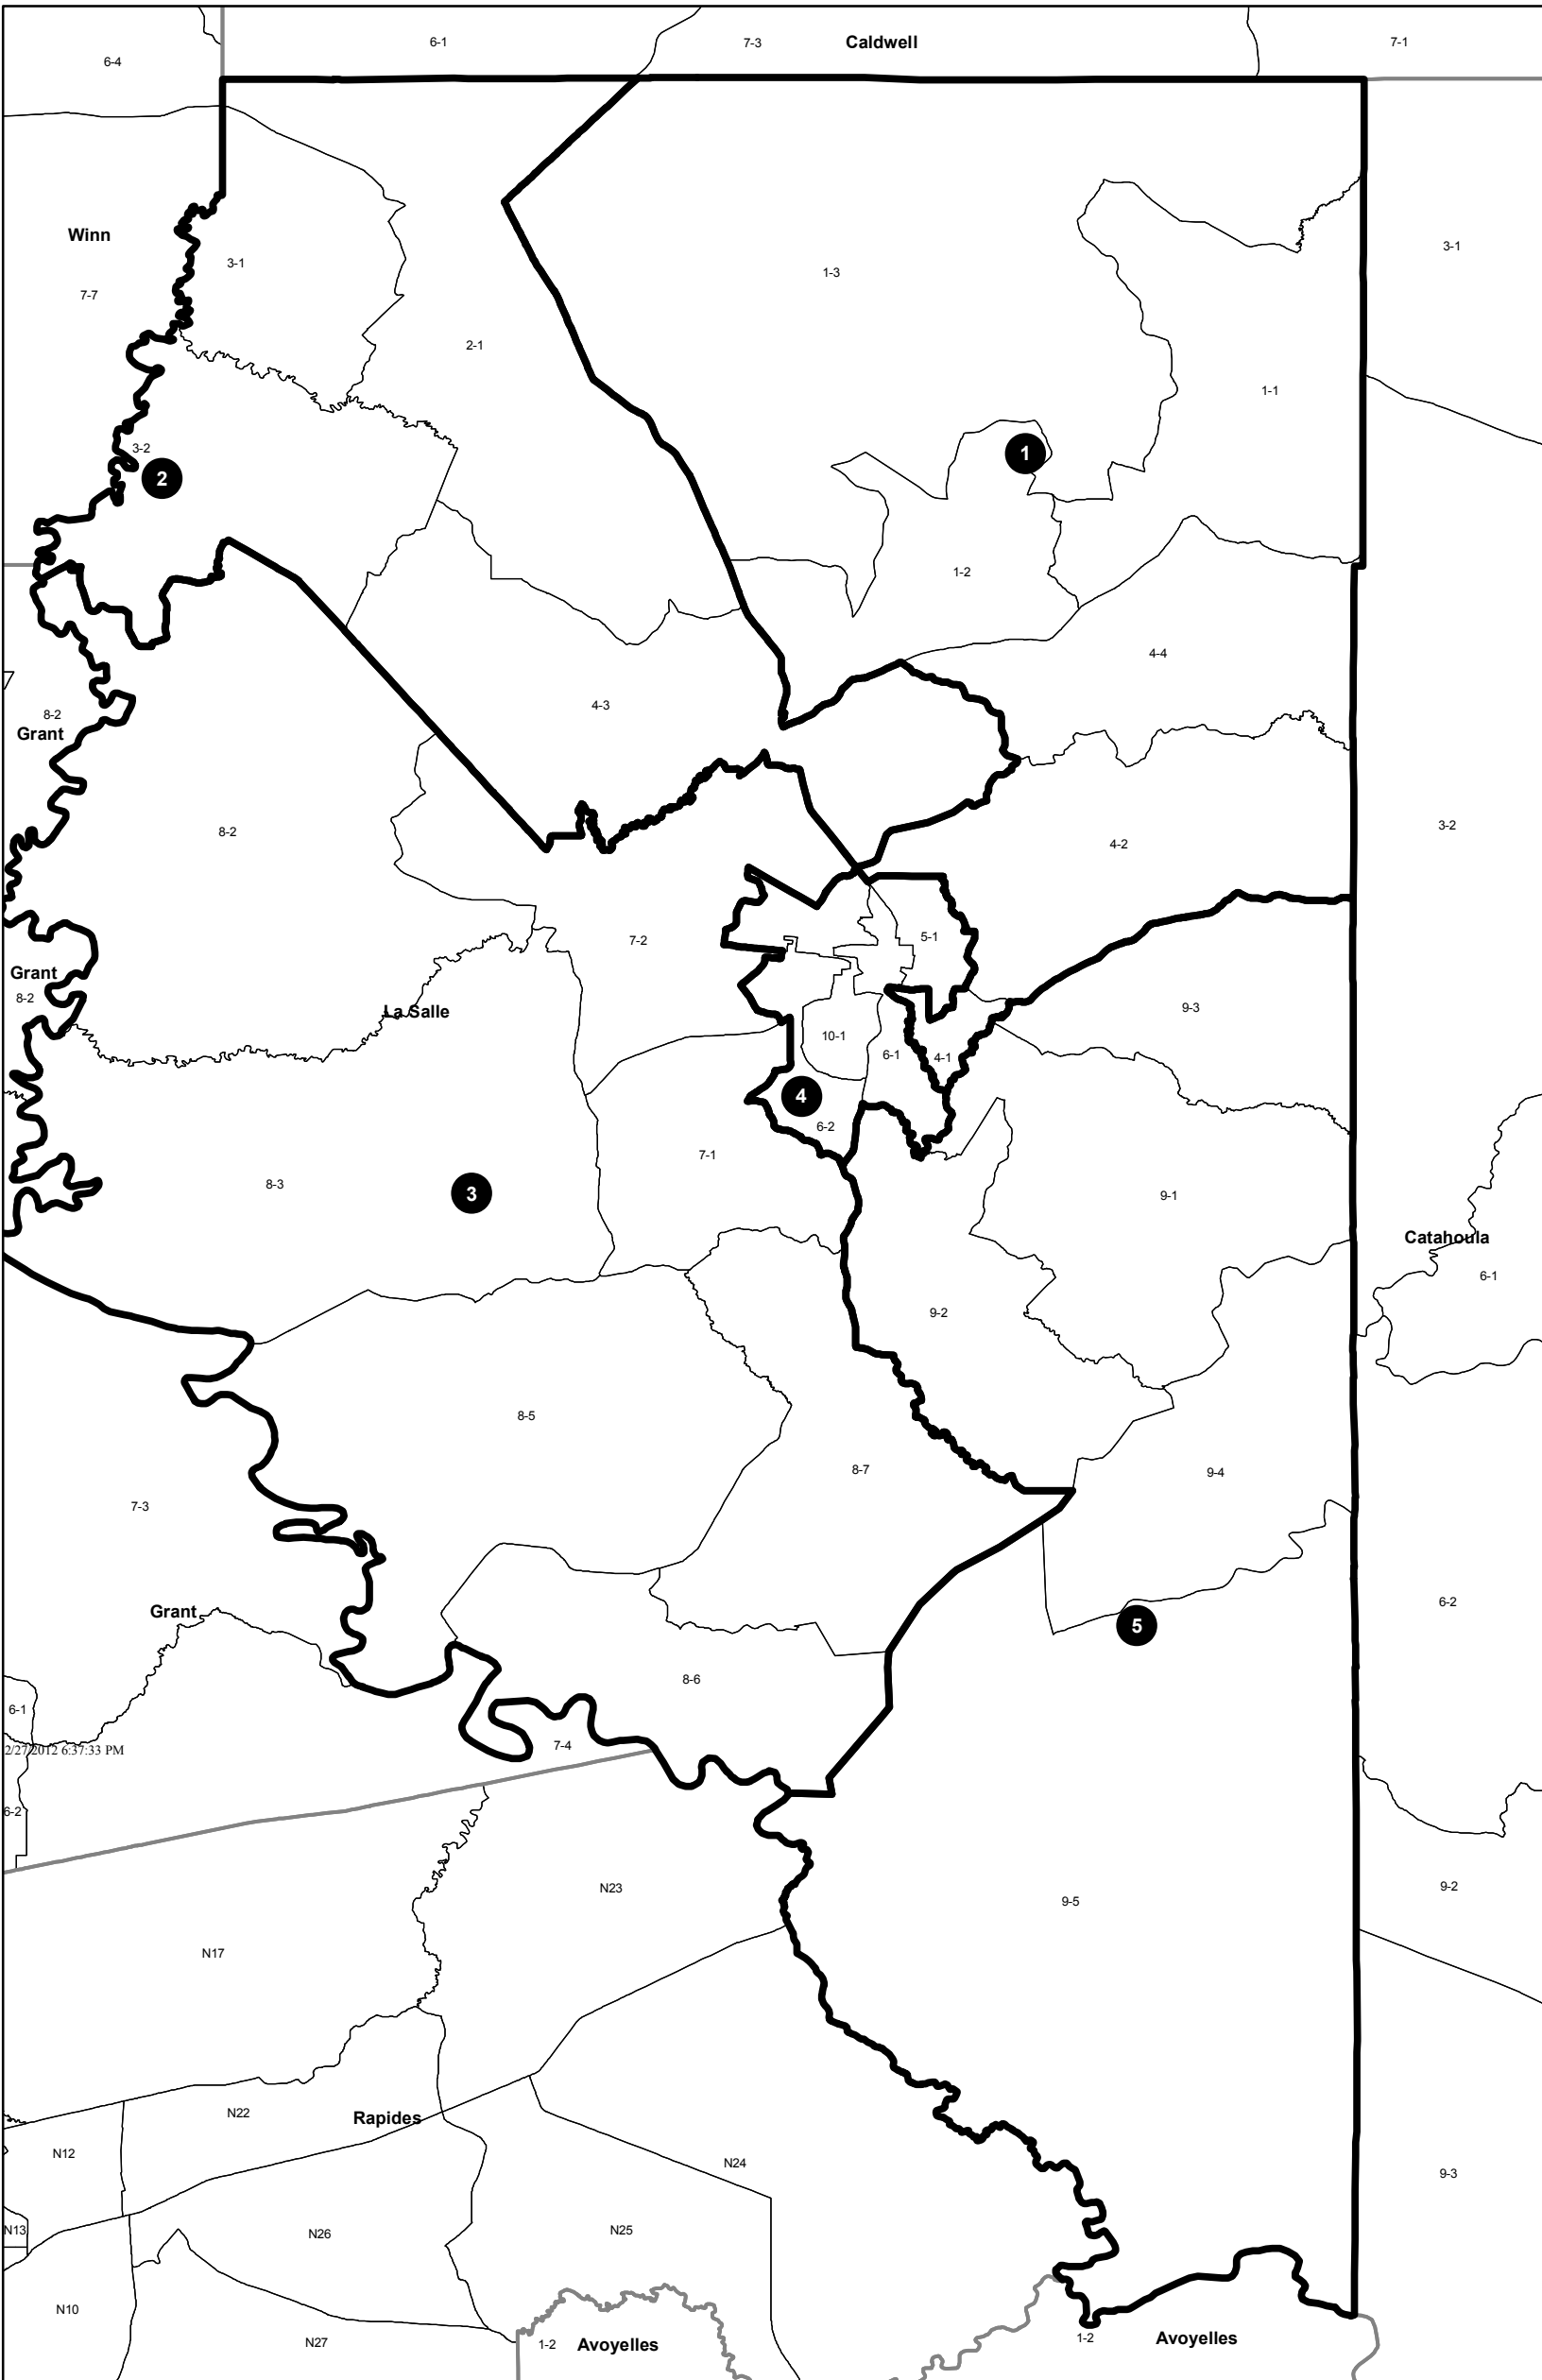 6-1
7-3
Caldwell
7-1
6-4
Winn
3-1
3-1
1-3
7-7
2-1
1-1
3-2
1
2
1-2
4-4
4-3
8-2
Grant
3-2
8-2
4-2
5-1
7-2
Grant
8-2
9-3
La Salle
10-1
6-1
4-1
4
6-2
7-1
8-3
3
9-1
Catahoula
6-1
9-2
8-5
8-7
9-4
7-3
6-2
Grant
5
8-6
6-1
7-4
2/27/2012 6:37:33 PM
6-2
9-2
N23
9-5
N17
N22
Rapides
N12
N24
9-3
N13
N26
N25
N10
1-2
Avoyelles
1-2
Avoyelles
N27